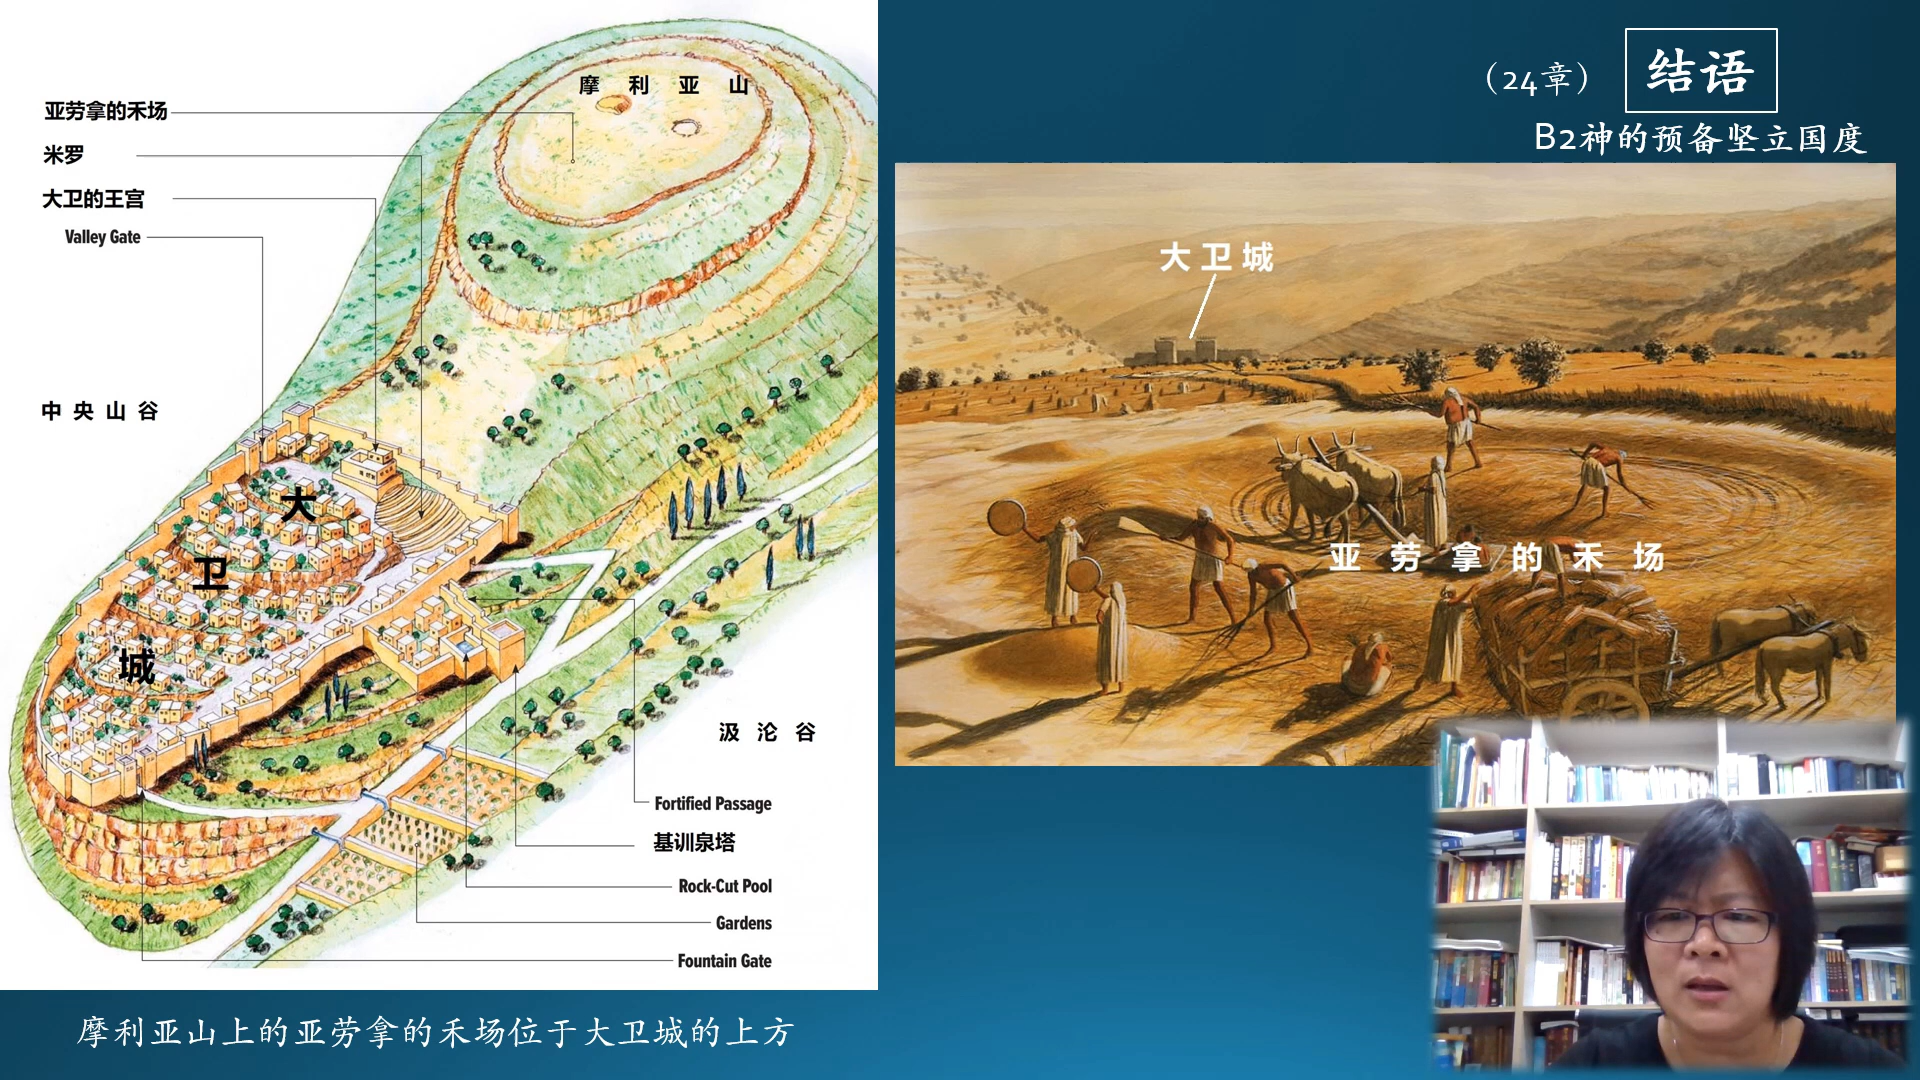 （24章）
结语
B2神的预备坚立国度
摩利亚山
亚劳拿的禾场
米罗
大卫的王宫
Valley Gate
中央山谷
大
卫
城
汲沦谷
Fortified Passage
基训泉塔
Rock-Cut Pool
Gardens
Fountain Gate
大卫城
亚劳拿的禾场
摩利亚山上的亚劳拿的禾场位于大卫城的上方